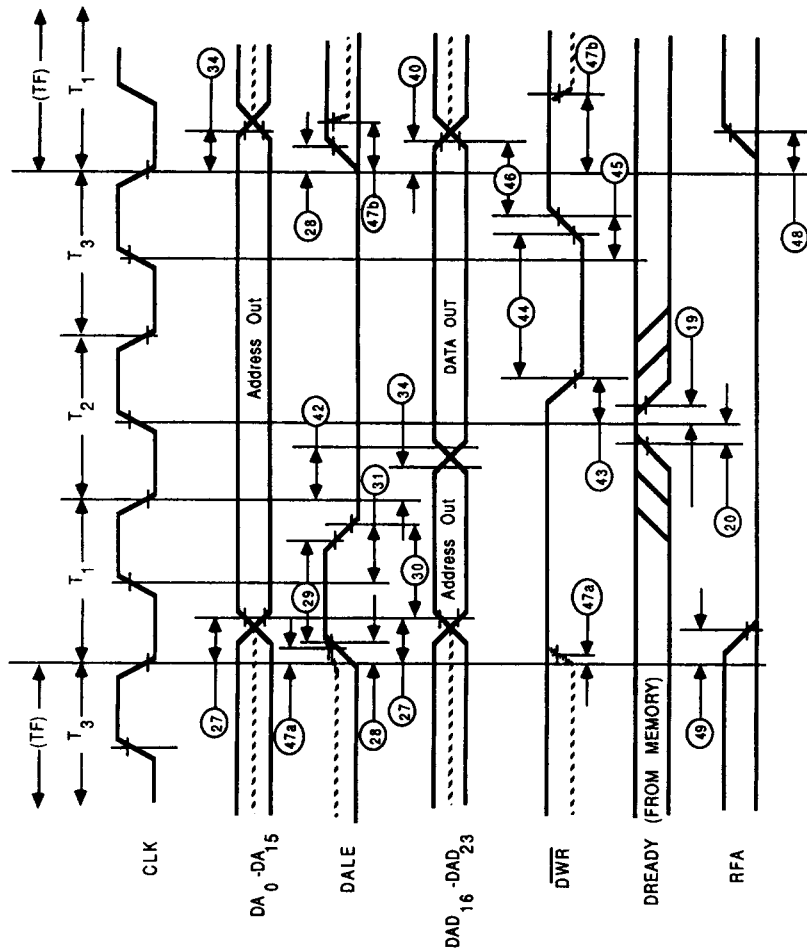 (TF) (TF)
T3 T1 T2 T3 T1
CLK
27 34
DA0-DA15 Address Out
47a 29 42 28
DALE
28 31 47b
27 30 34 40
DAD16-DAD23 Address Out DATA OUT
46
44
DWR
47a 43 45 47b
DREADY (FROM MEMORY)
19
49 20
RFA
48